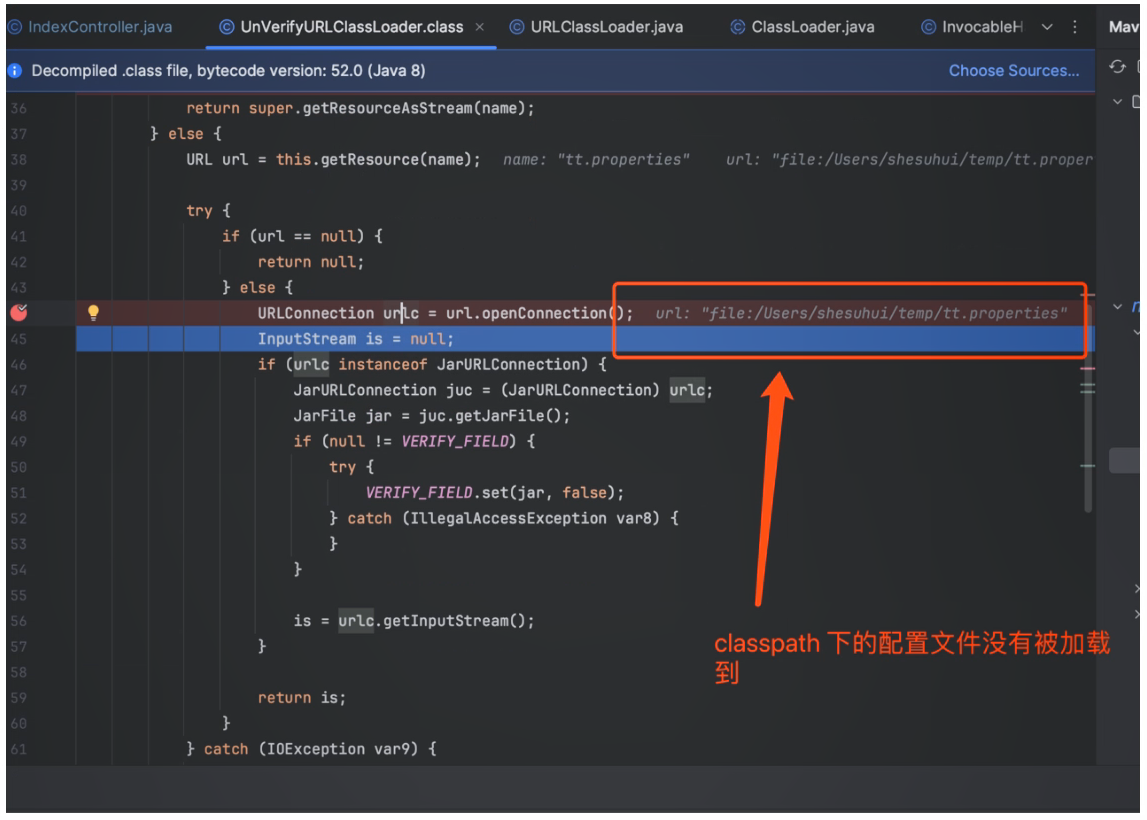 IndexController.java UnVerifyURLClassLoader.class URLClassLoader.java ClassLoader.java InvocableH Mav
Decompiled .class file, bytecode version: 52.0 (Java 8) Choose Sources...
36 return super.getResourceAsStream(name);
37 } else {
38 URL url = this.getResource(name); name: "tt.properties" url: "file:/Users/shesuhui/temp/tt.proper
39
40 try {
41 if (url == null) {
42 return null;
43 } else {
URLConnection urlc = url.openConnection(); url: "file:/Users/shesuhui/temp/tt.properties"
45 InputStream is = null;
46 if (urlc instanceof JarURLConnection) {
47 JarURLConnection juc = (JarURLConnection) urlc;
48 JarFile jar = juc.getJarFile();
49 if (null != VERIFY_FIELD) {
50 try {
51 VERIFY_FIELD.set(jar, false);
52 } catch (IllegalAccessException var8) {
53 }
54 }
55
56 is = urlc.getInputStream();
57 }
58
59 return is;
60 }
61 } catch (IOException var9) {
classpath 下的配置文件没有被加载
到